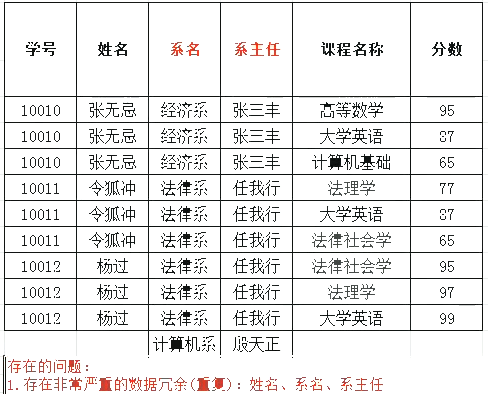 学号 姓名 系名 系主任 课程名称 分数
10010 张无忌 经济系 张三丰 高等数学 95
10010 张无忌 经济系 张三丰 大学英语 87
10010 张无忌 经济系 张三丰 计算机基础 65
10011 令狐冲 法律系 任我行 法理学 77
10011 令狐冲 法律系 任我行 大学英语 87
10011 令狐冲 法律系 任我行 法律社会学 65
10012 杨过 法律系 任我行 法律社会学 95
10012 杨过 法律系 任我行 法理学 97
10012 杨过 法律系 任我行 大学英语 99
计算机系 殷天正
存在的问题：
1.存在非常严重的数据冗余(重复)：姓名、系名、系主任